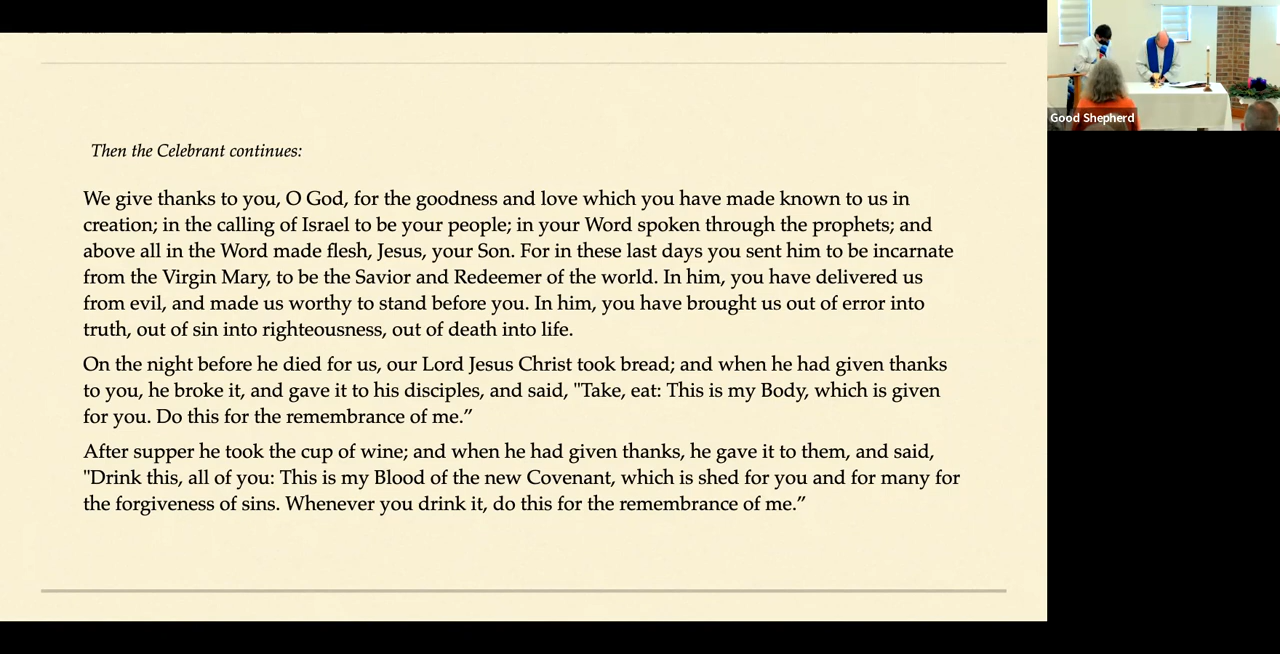 Good Shepherd
Then the Celebrant continues:
We give thanks to you, O God, for the goodness and love which you have made known to us in
creation; in the calling of Israel to be your people; in your Word spoken through the prophets; and
above all in the Word made flesh, Jesus, your Son. For in these last days you sent him to be incarnate
from the Virgin Mary, to be the Savior and Redeemer of the world. In him, you have delivered us
from evil, and made us worthy to stand before you. In him, you have brought us out of error into
truth, out of sin into righteousness, out of death into life.
On the night before he died for us, our Lord Jesus Christ took bread; and when he had given thanks
to you, he broke it, and gave it to his disciples, and said, "Take, eat: This is my Body, which is given
for you. Do this for the remembrance of me.”
After supper he took the cup of wine; and when he had given thanks, he gave it to them, and said,
"Drink this, all of you: This is my Blood of the new Covenant, which is shed for you and for many for
the forgiveness of sins. Whenever you drink it, do this for the remembrance of me.”